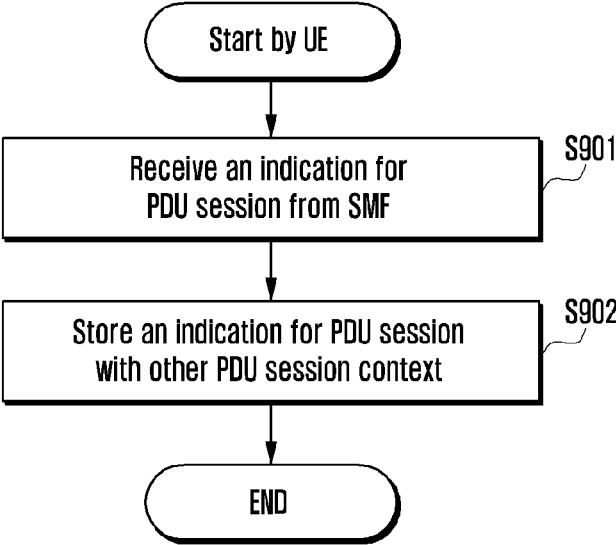 Start by UE
Receive an indication for
PDU session from SMF
S901
Store an indication for PDU session
with other PDU session context
S902
END